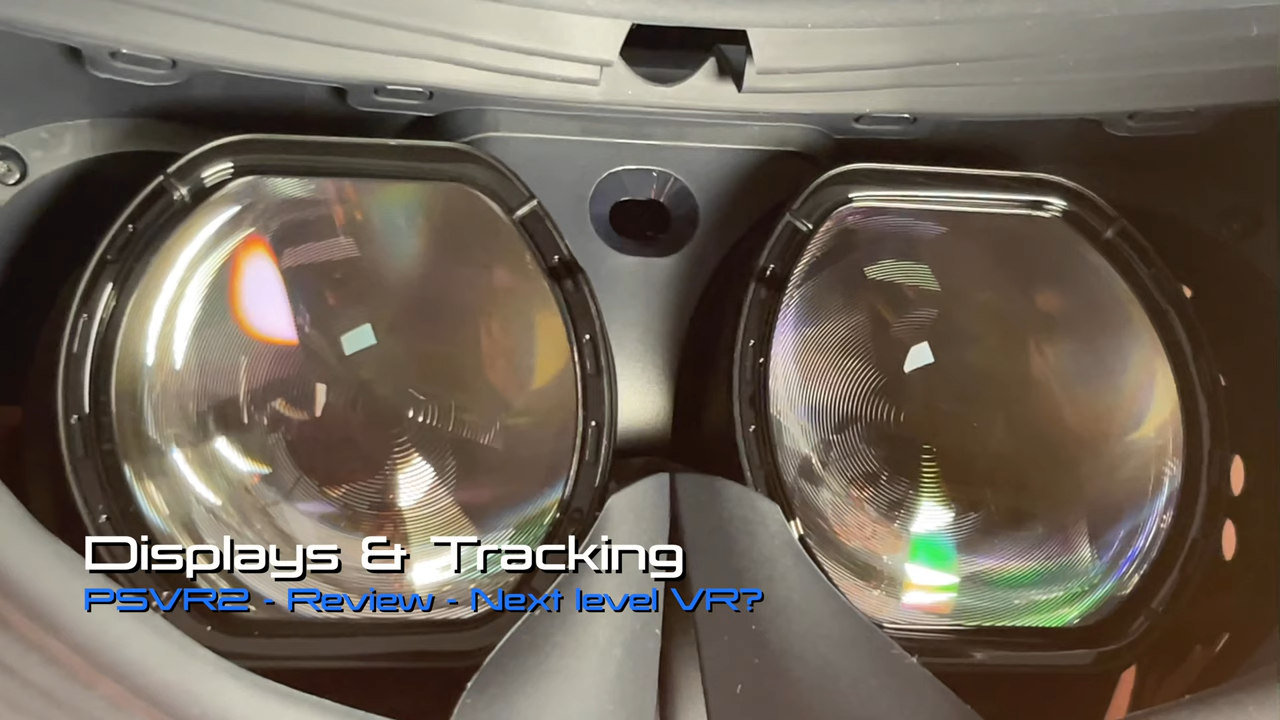 Displays & Tracking
PSVR2 - Review - Next level VR?